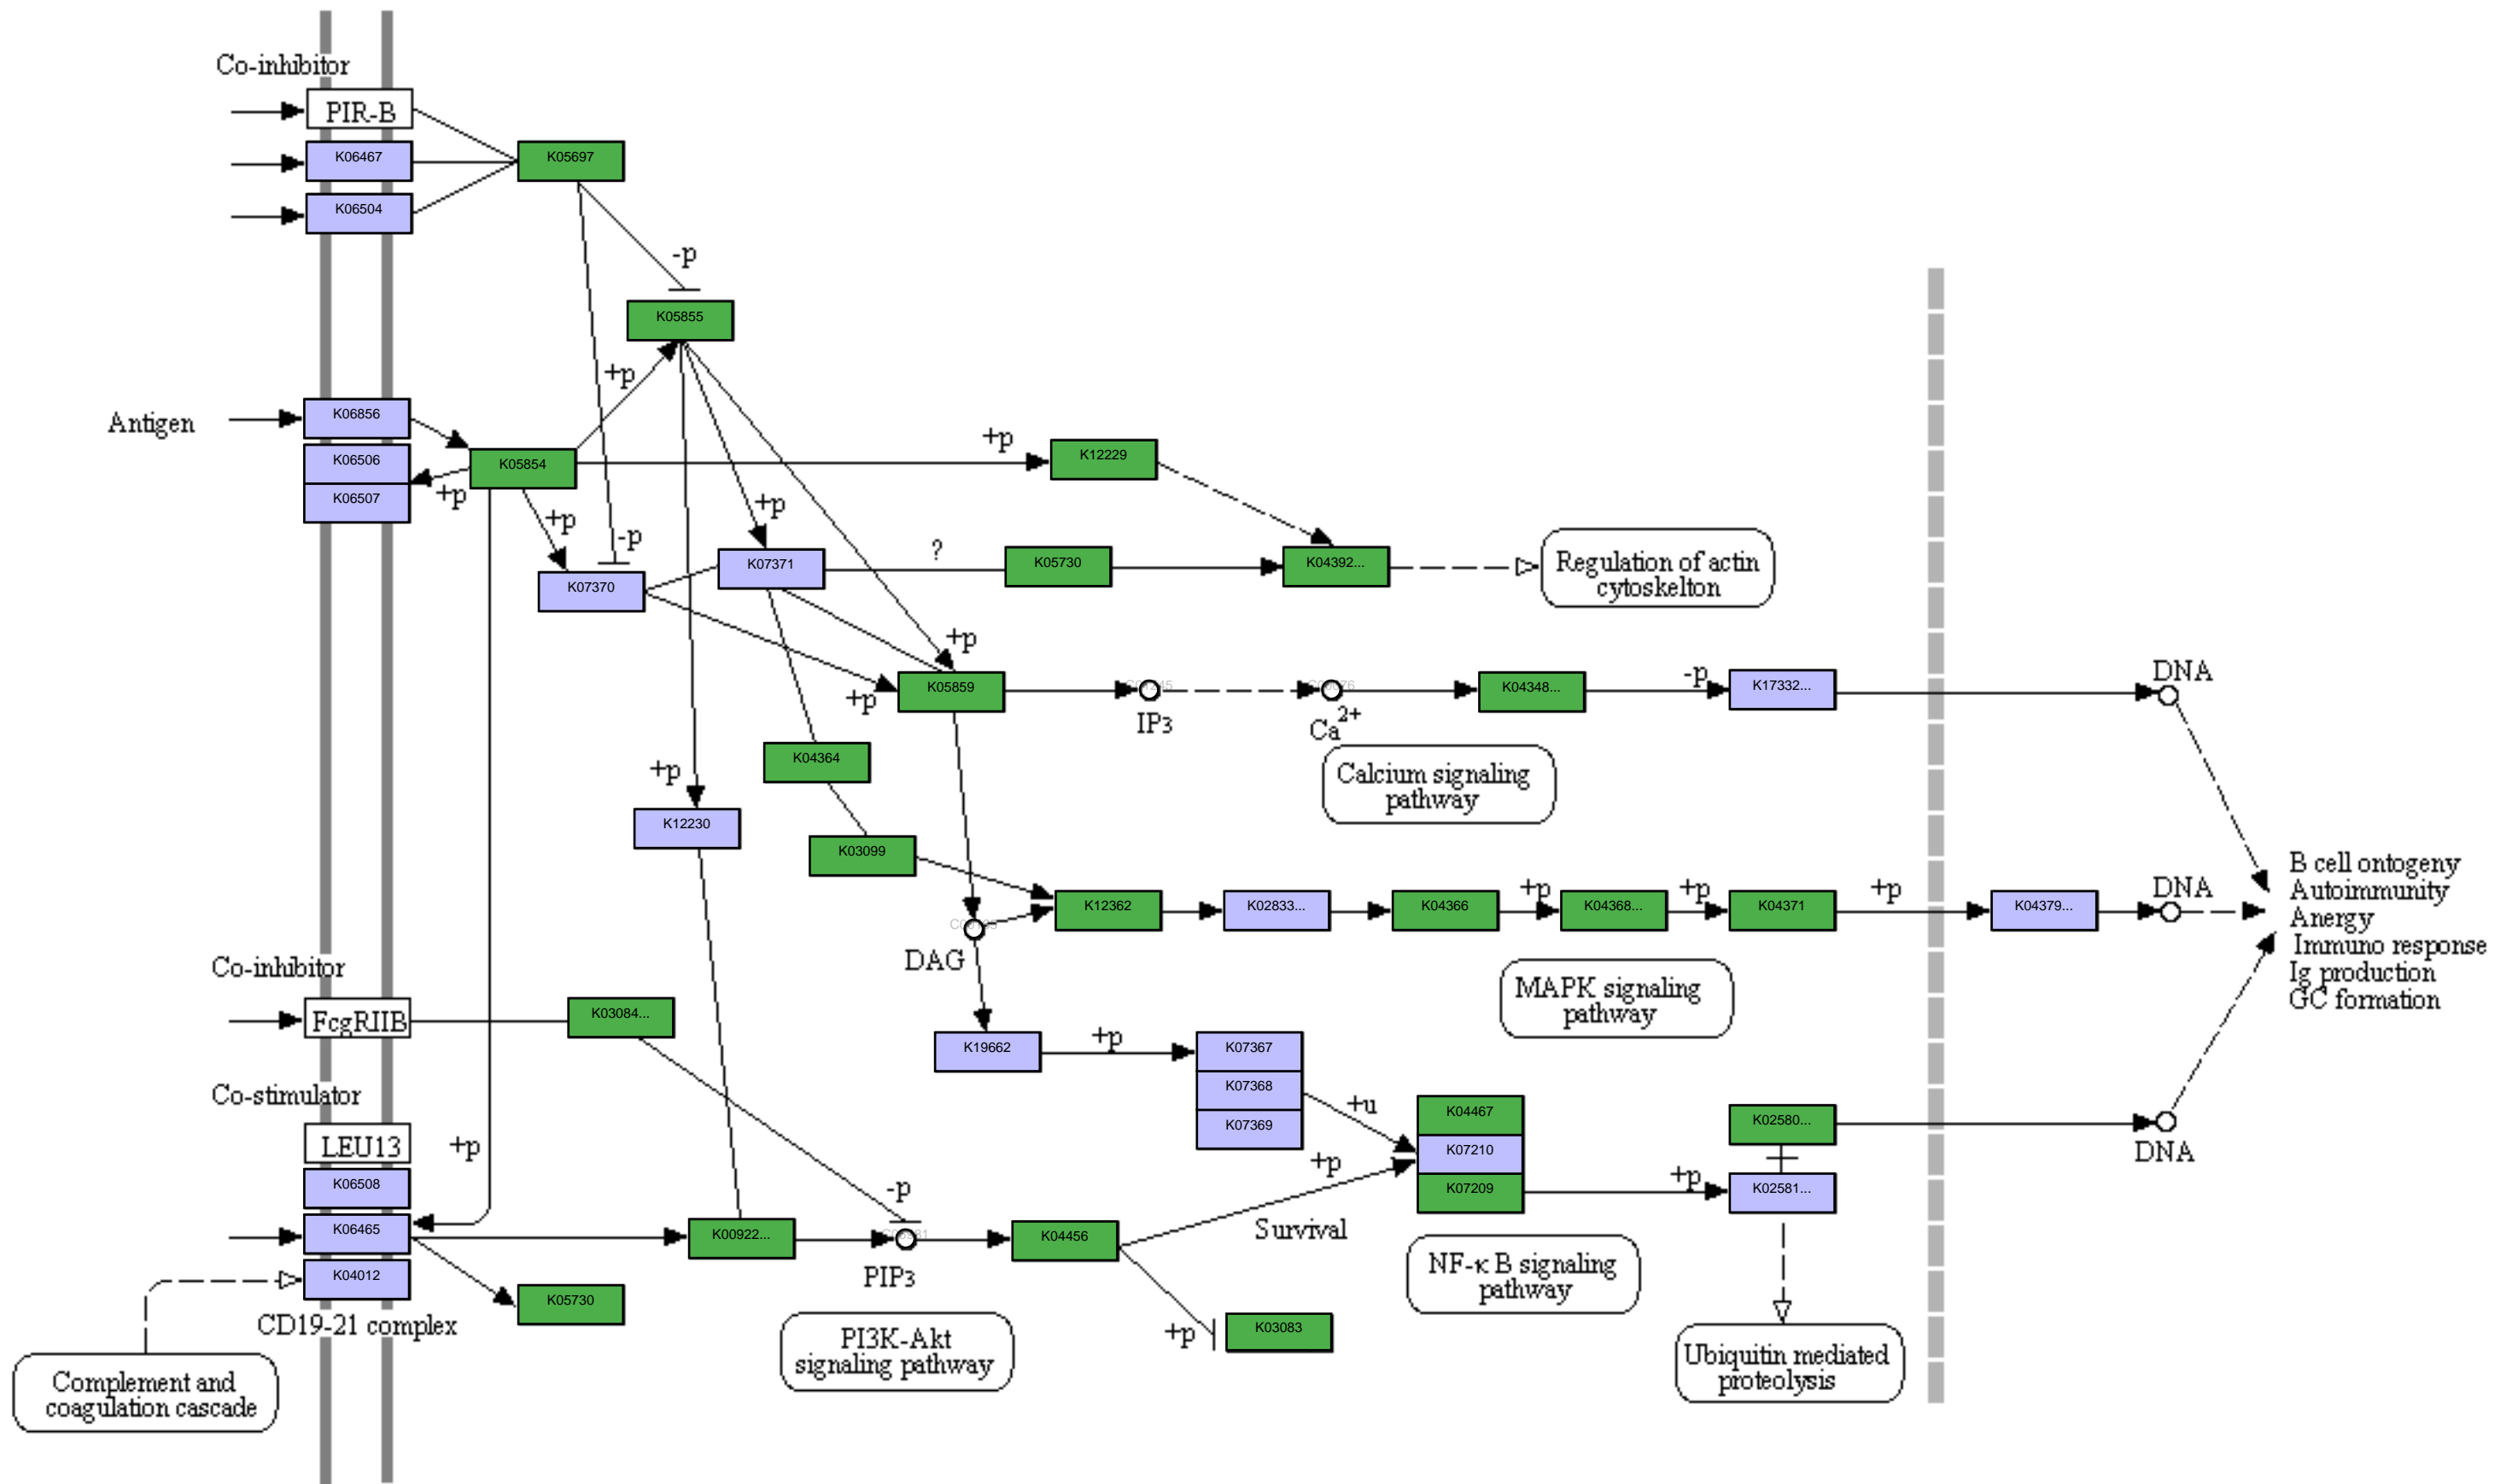 Co-inhibitor
PIR-B
K06467
K05697
K06504
-p
K05855
+p
Antigen
K06856
K06506
K05854
+p
K12229
K06507
+p
+p
+p
-p
?
K07370
K07371
K05730
K04392...
Regulation of actin
cytoskelton
+p
K05859
+p
IP3
Ca2+
K04348...
-p
K17332...
DNA
Calcium signaling
pathway
K04364
+p
K12230
K03099
K12362
K02833...
K04366
+p
K04368...
+p
K04371
+p
K04379...
DNA
B cell ontogeny
Autoimmunity
Anergy
Immuno response
Ig production
GC formation
DAG
MAPK signaling
pathway
Co-inhibitor
FcgRIIB
K03084...
K19662
+p
K07367
K07368
K07369
+u
K04467
K07210
K07209
+p
K02580...
K02581...
DNA
Co-stimulator
LEU13
+p
K06508
K06465
K04012
CD19-21 complex
K00922...
-p
PIP3
K04456
+p
Survival
NF-κ B signaling
pathway
K05730
+p
K03083
PI3K-Akt
signaling pathway
Ubiquitin mediated
proteolysis
Complement and
coagulation cascade